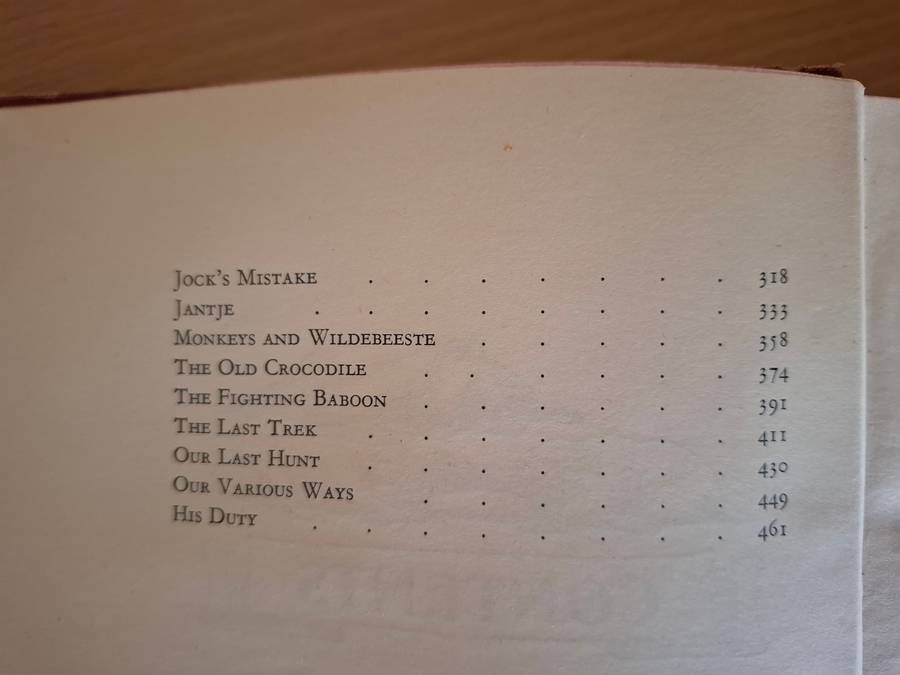 Jock's Mistake . . . . . . . 318
Jantje . . . . . . . . 333
Monkeys and Wildebeeste . . . . . 358
The Old Crocodile . . . . . . 374
The Fighting Baboon . . . . . . 391
The Last Trek . . . . . . . 411
Our Last Hunt . . . . . . . 430
Our Various Ways . . . . . . 449
His Duty . . . . . . . . 461